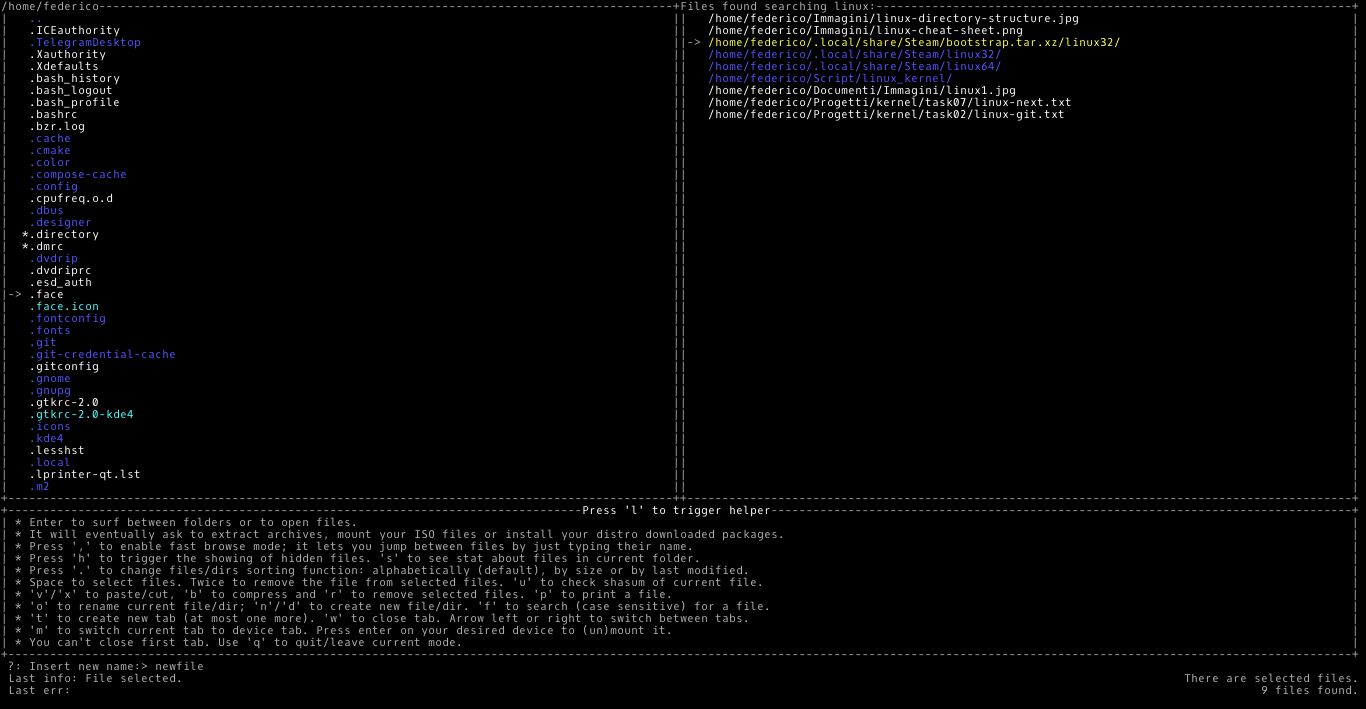 /home/federico
..
.ICEauthority
.TelegramDesktop
.Xauthority
.Xdefaults
.bash_history
.bash_logout
.bash_profile
.bashrc
.bzr.log
.cache
.cmake
.color
.compose-cache
.config
.cpufreq.o.d
.dbus
.designer
*.directory
*.dmrc
.dvdrip
.dvdriprc
.esd_auth
-> .face
.face.icon
.fontconfig
.fonts
.git
.git-credential-cache
.gitconfig
.gnome
.gnupg
.gtkrc-2.0
.gtkrc-2.0-kde4
.icons
.kde4
.lesshst
.local
.lprinter-qt.lst
.m2
Files found searching linux:
/home/federico/Immagini/linux-directory-structure.jpg
/home/federico/Immagini/linux-cheat-sheet.png
-> /home/federico/.local/share/Steam/bootstrap.tar.xz/linux32/
/home/federico/.local/share/Steam/linux32/
/home/federico/.local/share/Steam/linux64/
/home/federico/Script/linux_kernel/
/home/federico/Documenti/Immagini/linux1.jpg
/home/federico/Progetti/kernel/task07/linux-next.txt
/home/federico/Progetti/kernel/task02/linux-git.txt
Press 'l' to trigger helper
* Enter to surf between folders or to open files.
* It will eventually ask to extract archives, mount your ISO files or install your distro downloaded packages.
* Press ',' to enable fast browse mode; it lets you jump between files by just typing their name.
* Press 'h' to trigger the showing of hidden files. 's' to see stat about files in current folder.
* Press '.' to change files/dirs sorting function: alphabetically (default), by size or by last modified.
* Space to select files. Twice to remove the file from selected files. 'u' to check shasum of current file.
* 'v'/'x' to paste/cut, 'b' to compress and 'r' to remove selected files. 'p' to print a file.
* 'o' to rename current file/dir; 'n'/'d' to create new file/dir. 'f' to search (case sensitive) for a file.
* 't' to create new tab (at most one more). 'w' to close tab. Arrow left or right to switch between tabs.
* 'm' to switch current tab to device tab. Press enter on your desired device to (un)mount it.
* You can't close first tab. Use 'q' to quit/leave current mode.
?: Insert new name:> newfile
Last info: File selected.
There are selected files.
Last err:
9 files found.